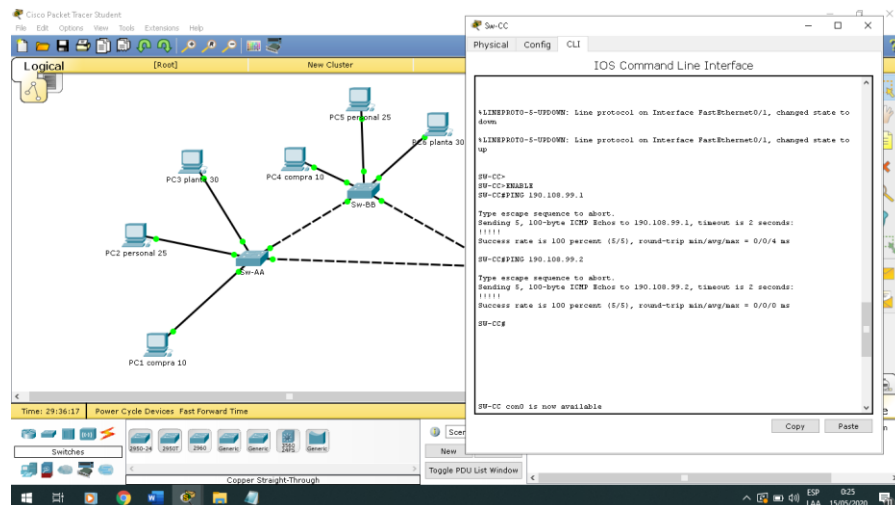 Cisco Packet Tracer Student
File Edit Options View Tools Extensions Help
Logical
[Root]
New Cluster
PC5 personal 25
PC3 planta 30
PC4 compra 10
planta 30
Sw-BB
PC2 personal 25
Sw-AA
PC1 compra 10
Time: 29:36:17 Power Cycle Devices Fast Forward Time
Switches
2950-24 2950T 2960 Generic Generic Generic
Copper Straight-Through
New
Toggle PDU List Window
Sw-CC
Physical Config CLI
IOS Command Line Interface
%LINEPROTO-5-UPDOWN: Line protocol on Interface FastEthernet0/1, changed state to
down
%LINEPROTO-5-UPDOWN: Line protocol on Interface FastEthernet0/1, changed state to
up
SW-CC>
SW-CC>ENABLE
SW-CC#PING 190.108.99.1
Type escape sequence to abort.
Sending 5, 100-byte ICMP Echos to 190.108.99.1, timeout is 2 seconds:
!!!!!
Success rate is 100 percent (5/5), round-trip min/avg/max = 0/0/4 ms
SW-CC#PING 190.108.99.2
Type escape sequence to abort.
Sending 5, 100-byte ICMP Echos to 190.108.99.2, timeout is 2 seconds:
!!!!!
Success rate is 100 percent (5/5), round-trip min/avg/max = 0/0/0 ms
SW-CC#
SW-CC con0 is now available
Copy Paste
ESP 0:25
LAA 15/05/2020